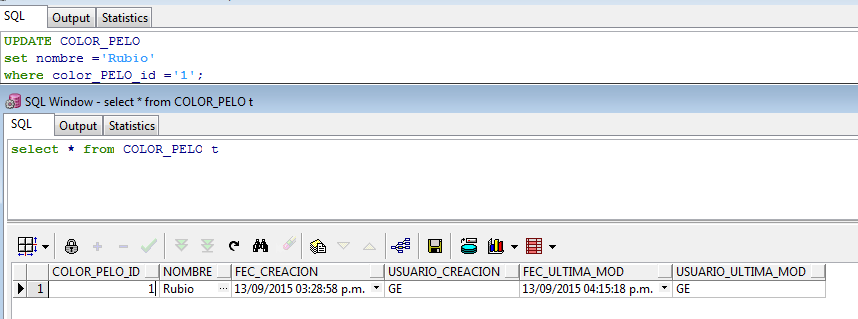 SQL Output Statistics
UPDATE COLOR_PELO
set nombre ='Rubio'
where color_PELO_id ='1';
SQL Window - select * from COLOR_PELO t
SQL Output Statistics
select * from COLOR_PELO t
COLOR_PELO_ID NOMBRE FEC_CREACION USUARIO_CREACION FEC_ULTIMA_MOD USUARIO_ULTIMA_MOD
1 1 Rubio ... 13/09/2015 03:28:58 p.m. GE 13/09/2015 04:15:18 p.m. GE